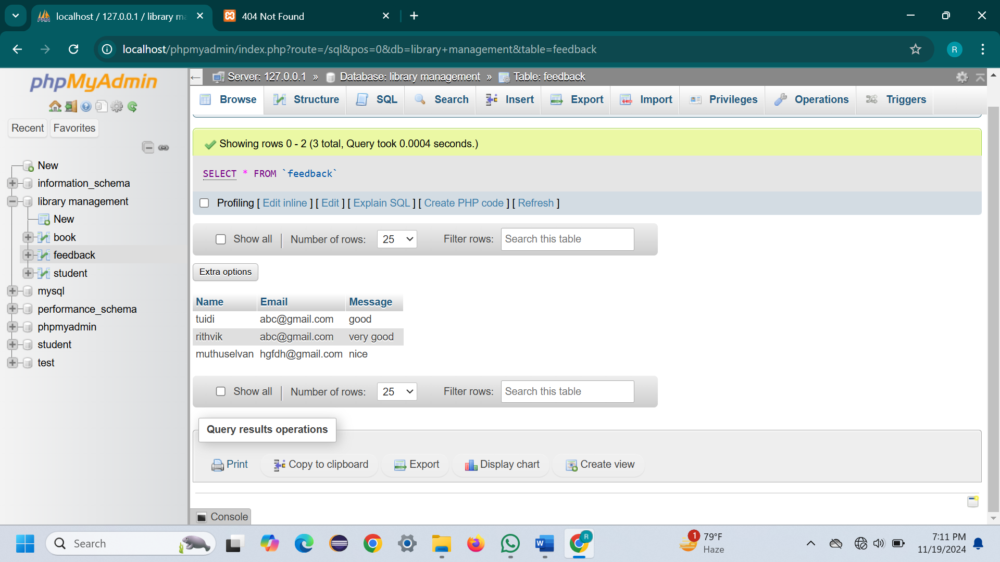 localhost / 127.0.0.1 / library ma
404 Not Found
localhost/phpmyadmin/index.php?route=/sql&pos=0&db=library+management&table=feedback
R
phpMyAdmin
Recent
Favorites
New
information_schema
library management
New
book
feedback
student
mysql
performance_schema
phpmyadmin
student
test
Server: 127.0.0.1 » Database: library management » Table: feedback
Browse
Structure
SQL
Search
Insert
Export
Import
Privileges
Operations
Triggers
Showing rows 0 - 2 (3 total, Query took 0.0004 seconds.)
SELECT * FROM `feedback`
Profiling [ Edit inline ] [ Edit ] [ Explain SQL ] [ Create PHP code ] [ Refresh ]
Show all
Number of rows:
25
Filter rows:
Search this table
Extra options
Name Email Message
tuidi abc@gmail.com good
rithvik abc@gmail.com very good
muthuselvan hgfdh@gmail.com nice
Show all
Number of rows:
25
Filter rows:
Search this table
Query results operations
Print
Copy to clipboard
Export
Display chart
Create view
Console
Search
W
R
1
79°F
Haze
7:11 PM
11/19/2024